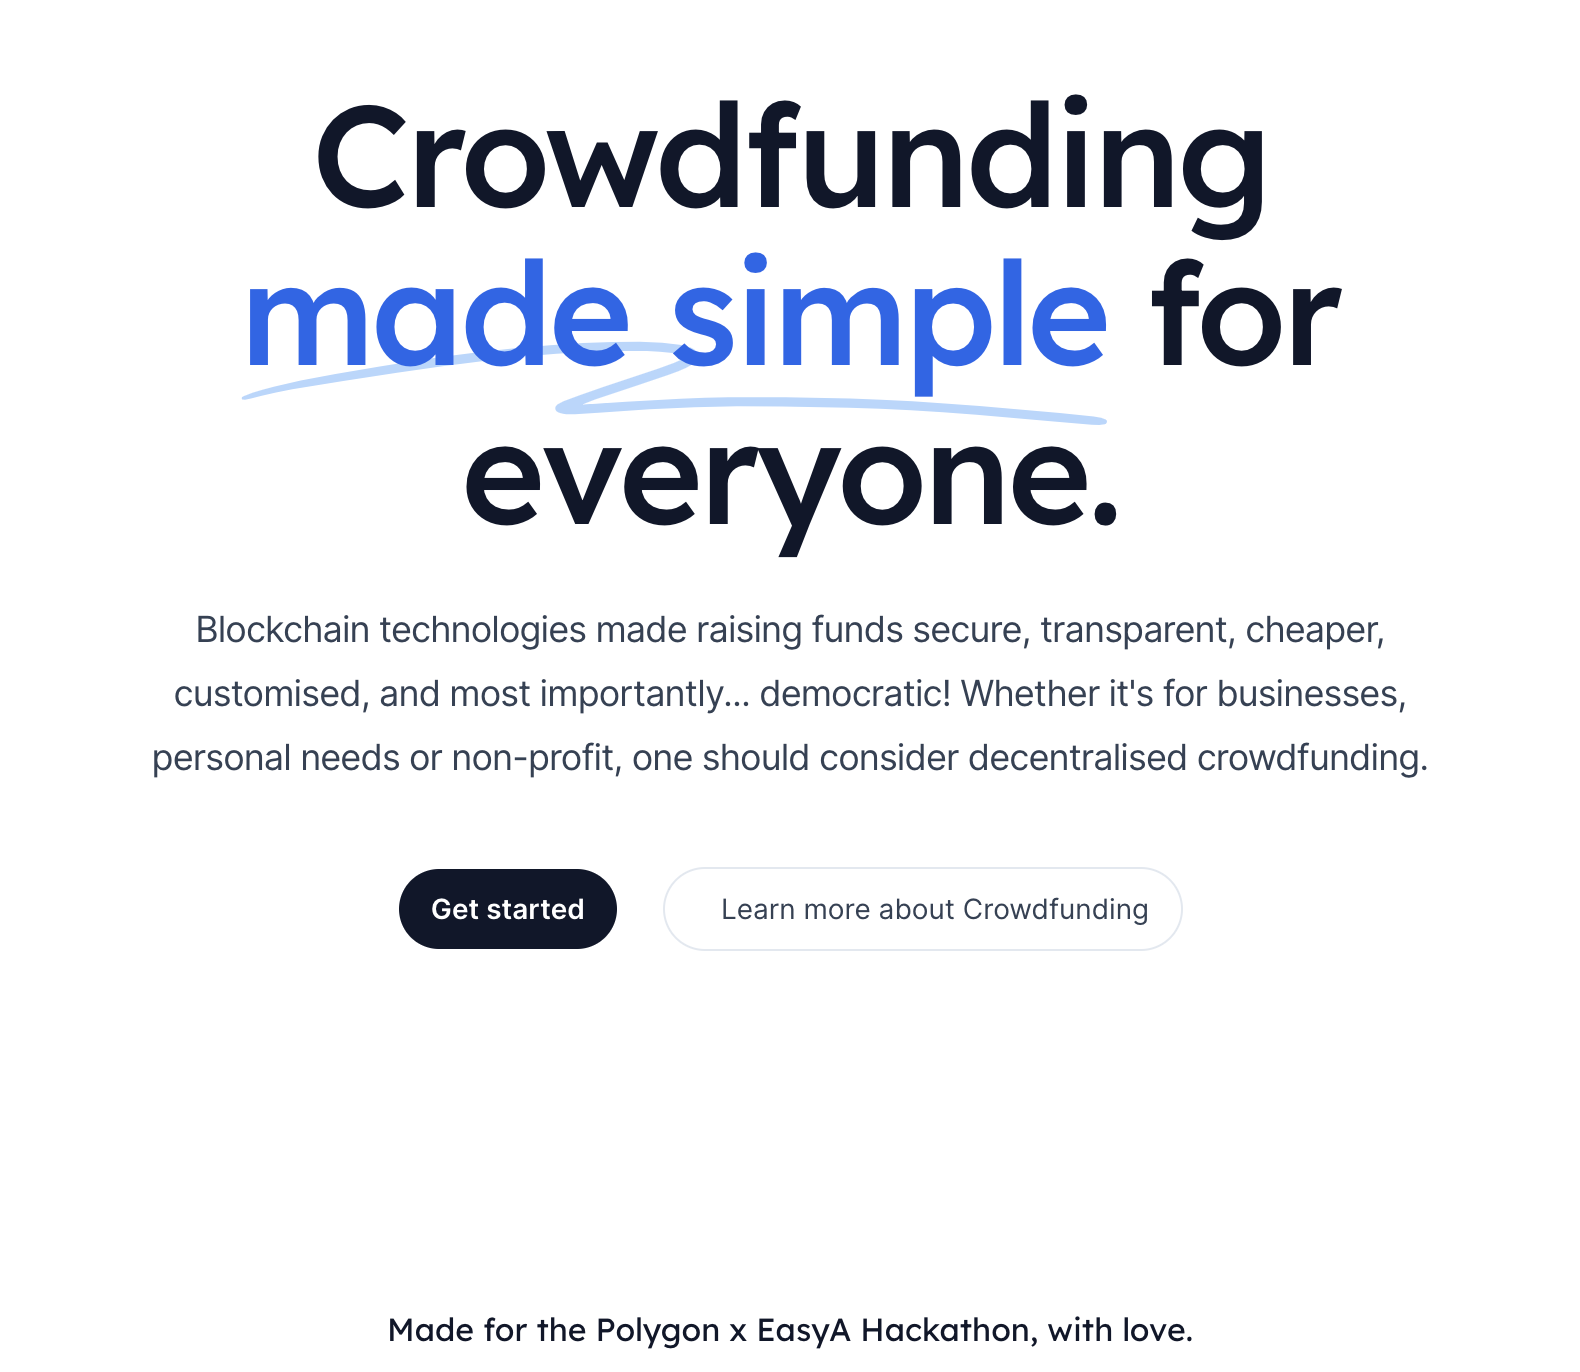 Crowdfunding
made simple for
everyone.
Blockchain technologies made raising funds secure, transparent, cheaper,
customised, and most importantly... democratic! Whether it's for businesses,
personal needs or non-profit, one should consider decentralised crowdfunding.
Get started
Learn more about Crowdfunding
Made for the Polygon x EasyA Hackathon, with love.